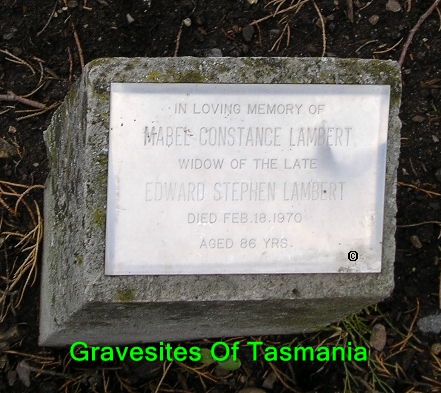 IN LOVING MEMORY OF
MABEL CONSTANCE LAMBERT
WIDOW OF THE LATE
EDWARD STEPHEN LAMBERT
DIED FEB.18.1970
AGED 86 YRS.
©
Gravesites Of Tasmania